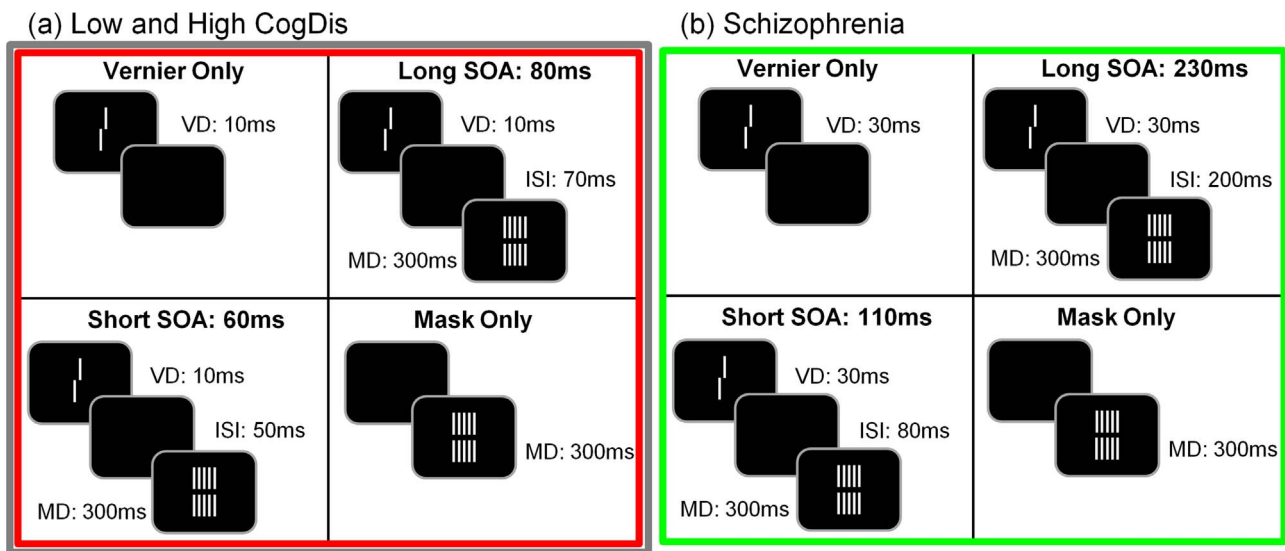 (a) Low and High CogDis
Vernier Only
VD: 10ms
Long SOA: 80ms
VD: 10ms
ISI: 70ms
MD: 300ms
Short SOA: 60ms
VD: 10ms
ISI: 50ms
MD: 300ms
Mask Only
MD: 300ms
(b) Schizophrenia
Vernier Only
VD: 30ms
Long SOA: 230ms
VD: 30ms
ISI: 200ms
MD: 300ms
Short SOA: 110ms
VD: 30ms
ISI: 80ms
MD: 300ms
Mask Only
MD: 300ms